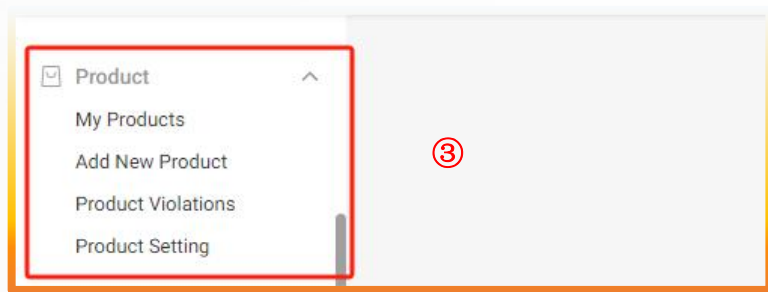 Product
My Products
Add New Product
③
Product Violations
Product Setting